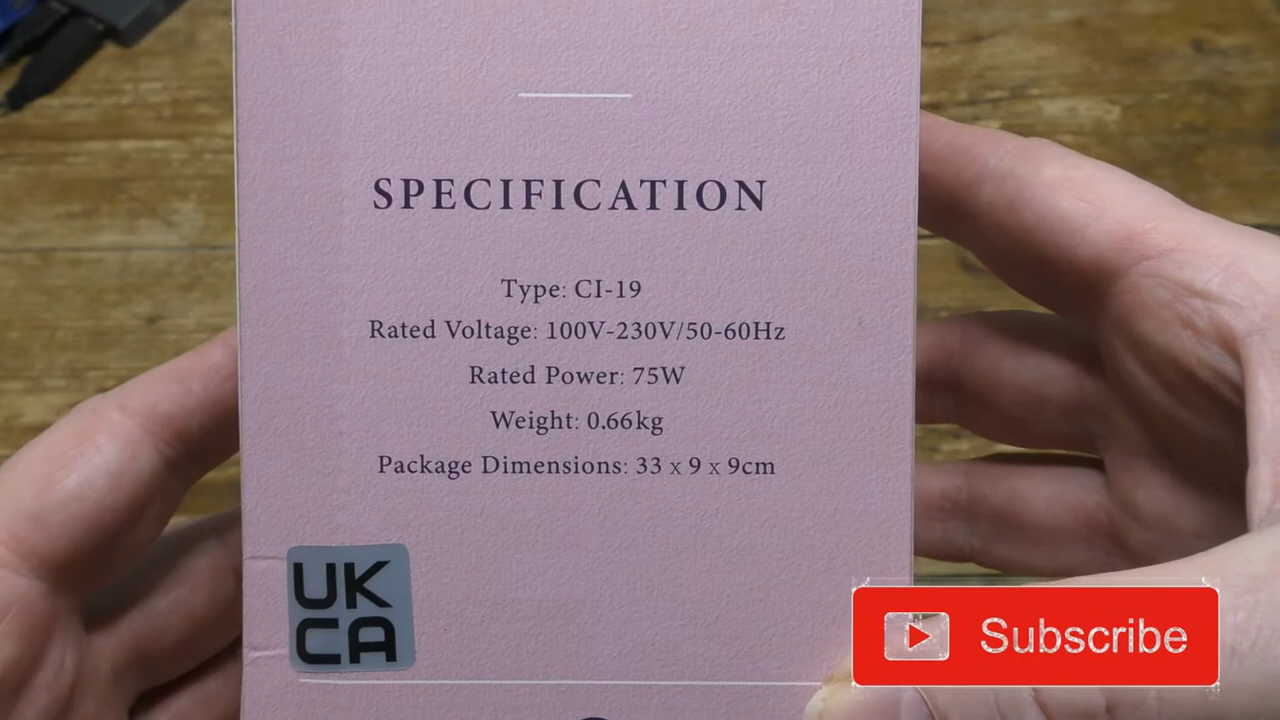 SPECIFICATION
Type: CI-19
Rated Voltage: 100V-230V/50-60Hz
Rated Power: 75W
Weight: 0.66kg
Package Dimensions: 33 x 9 x 9cm
UK
CA
Subscribe